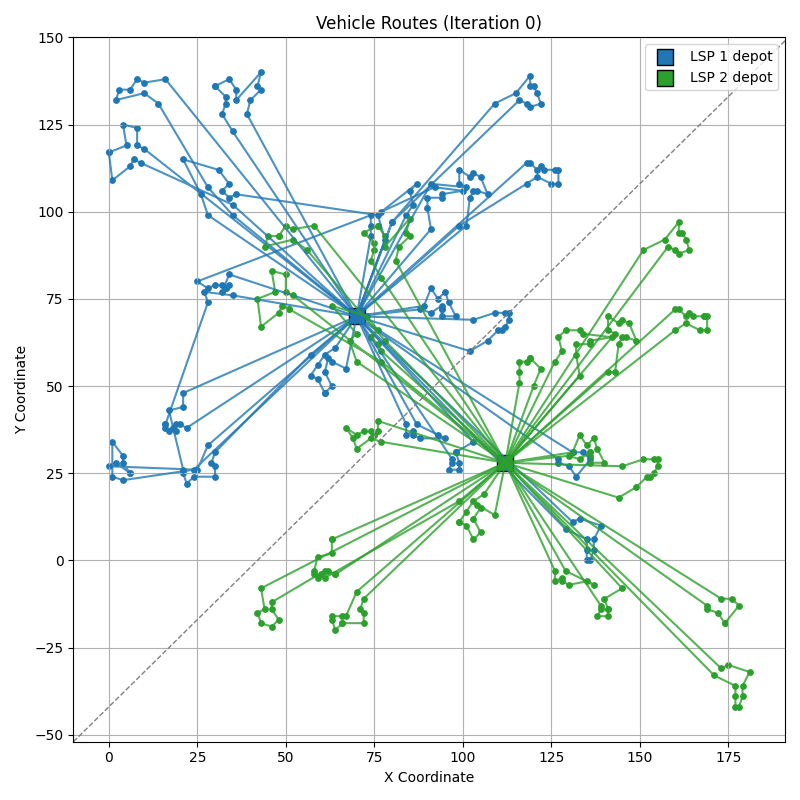 Vehicle Routes (Iteration 0)
LSP 1 depot
LSP 2 depot
Y Coordinate
150
125
100
75
50
25
0
−25
−50
0 25 50 75 100 125 150 175
X Coordinate